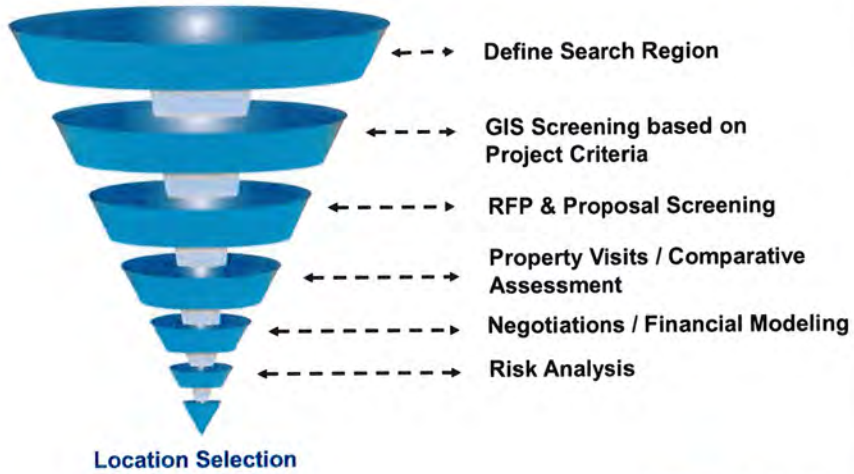 Define Search Region
GIS Screening based on
Project Criteria
RFP & Proposal Screening
Property Visits / Comparative
Assessment
Negotiations / Financial Modeling
Risk Analysis
Location Selection